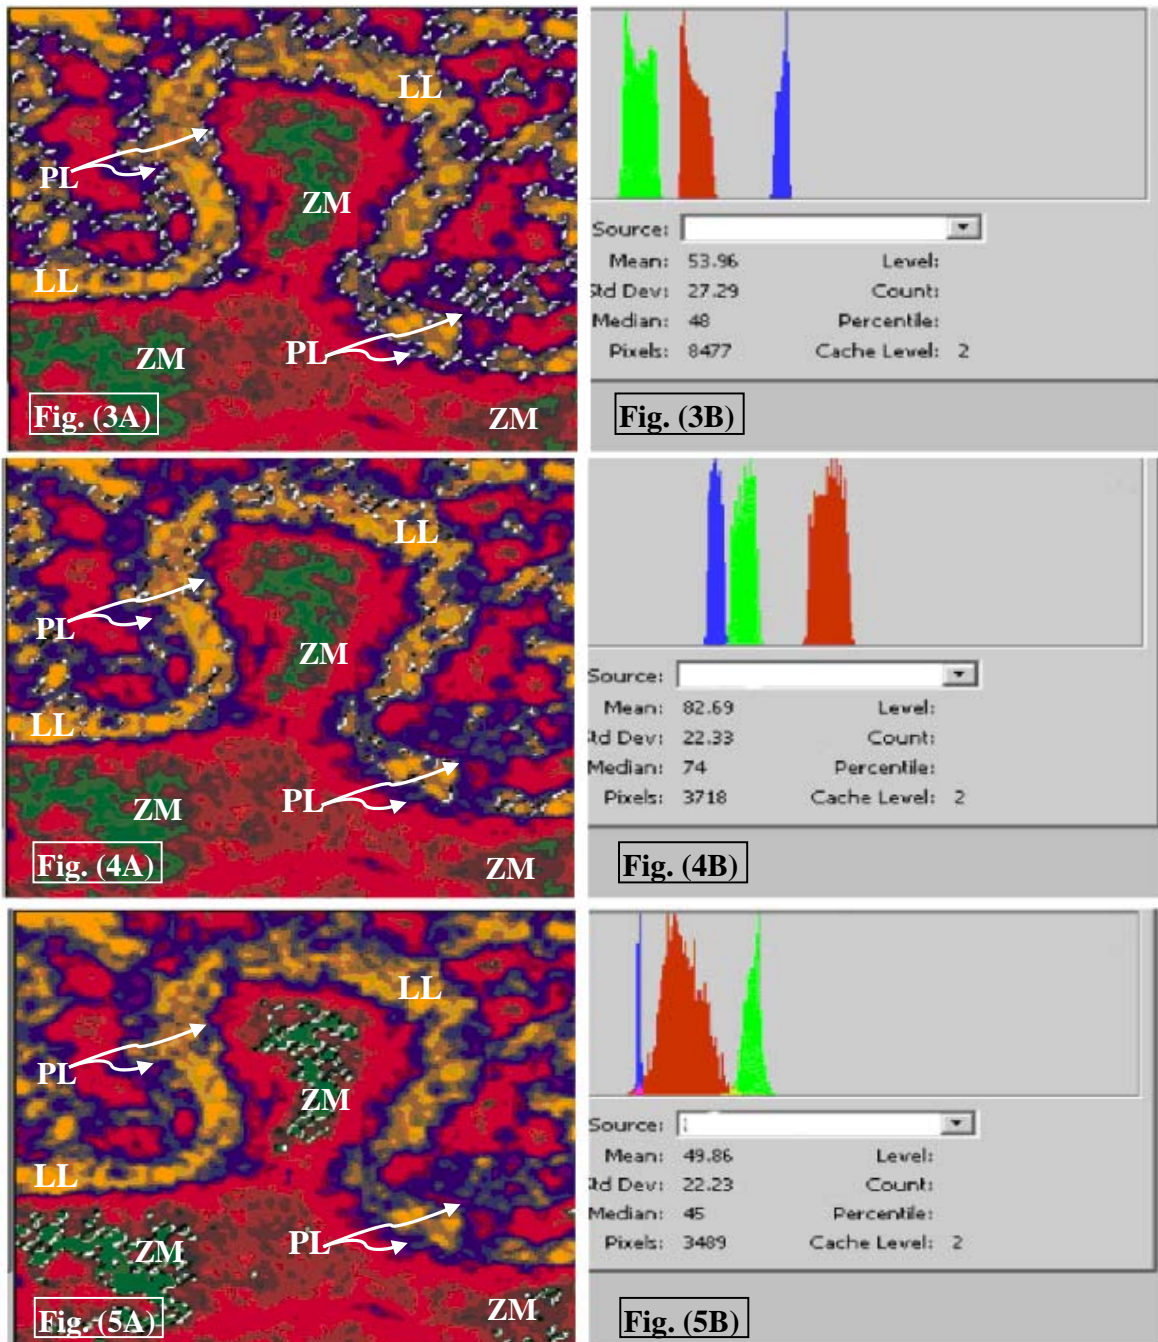 LL
PL
ZM
LL
ZM
PL
ZM
Fig. (3A)
Source:
Mean: 53.96 Level:
Std Dev: 27.29 Count:
Median: 48 Percentile:
Pixels: 8477 Cache Level: 2
Fig. (3B)
LL
PL
ZM
LL
ZM
PL
ZM
Fig. (4A)
Source:
Mean: 82.69 Level:
Std Dev: 22.33 Count:
Median: 74 Percentile:
Pixels: 3718 Cache Level: 2
Fig. (4B)
LL
PL
ZM
LL
ZM
PL
ZM
Fig. (5A)
Source:
Mean: 49.86 Level:
Std Dev: 22.23 Count:
Median: 45 Percentile:
Pixels: 3489 Cache Level: 2
Fig. (5B)